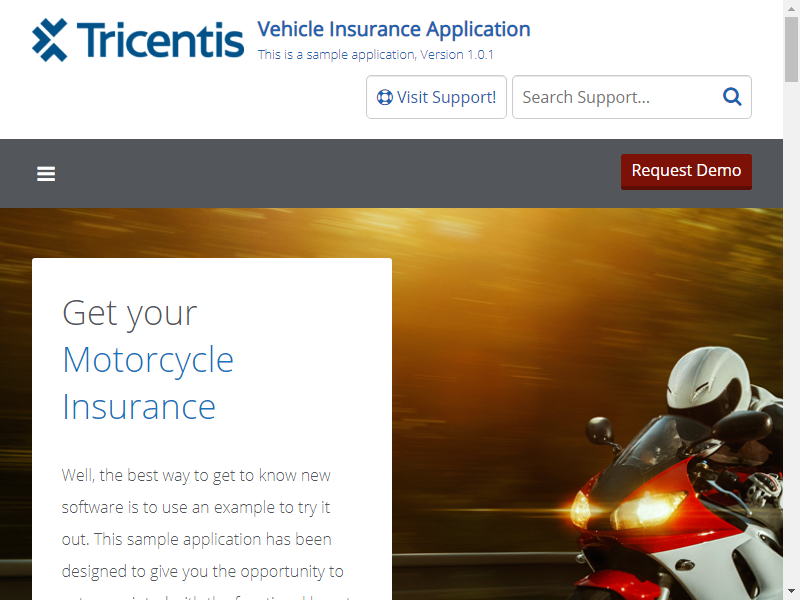 Tricentis
Vehicle Insurance Application
This is a sample application, Version 1.0.1
Visit Support!
Search Support...
Request Demo
Get your
Motorcycle
Insurance
Well, the best way to get to know new
software is to use an example to try it
out. This sample application has been
designed to give you the opportunity to